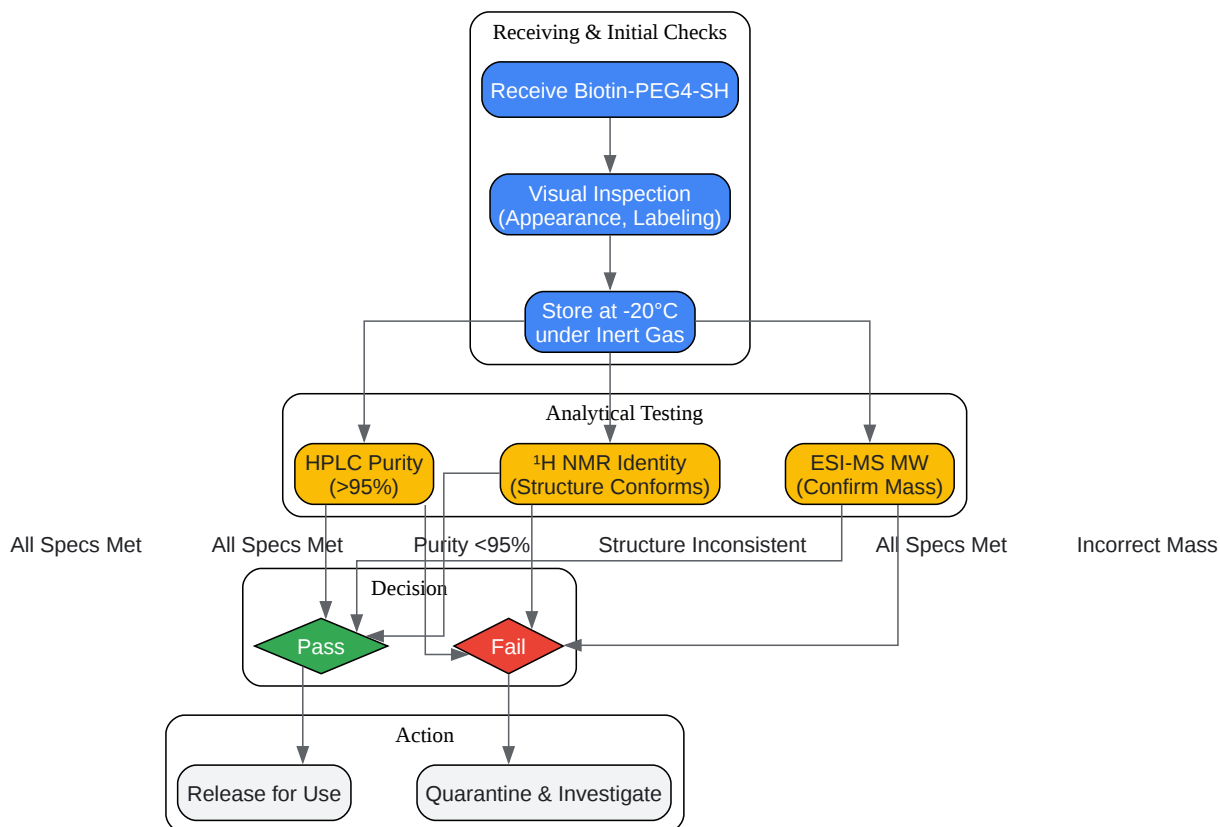 Receiving & Initial Checks
Receive Biotin-PEG4-SH
Visual Inspection
(Appearance, Labeling)
Store at -20°C
under Inert Gas
Analytical Testing
HPLC Purity
(>95%)
¹H NMR Identity
(Structure Conforms)
ESI-MS MW
(Confirm Mass)
All Specs Met
All Specs Met
Purity <95%
Structure Inconsistent
All Specs Met
Incorrect Mass
Decision
Pass
Fail
Action
Release for Use
Quarantine & Investigate